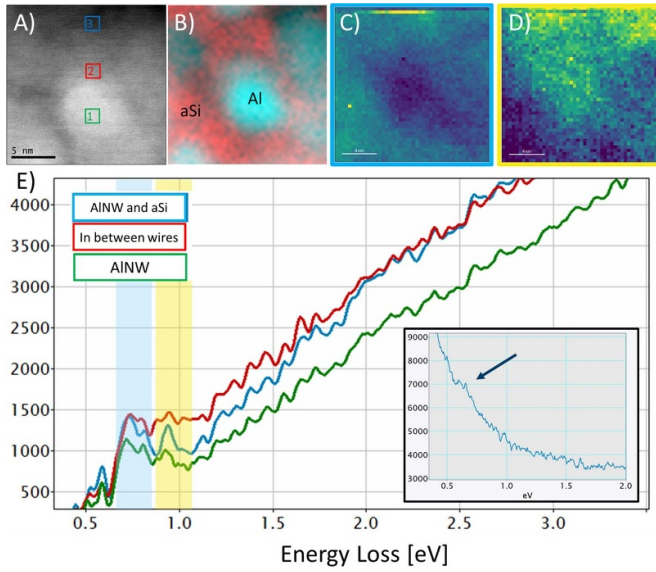 A)
3
2
1
5 nm
B)
aSi
Al
C)
D)
E)
AlNW and aSi
In between wires
AlNW
4000
3500
3000
2500
2000
1500
1000
500
0.5 1.0 1.5 2.0 2.5 3.0
Energy Loss [eV]
9000
8000
7000
6000
5000
4000
3000
0.5 1.0 1.5 2.0
eV